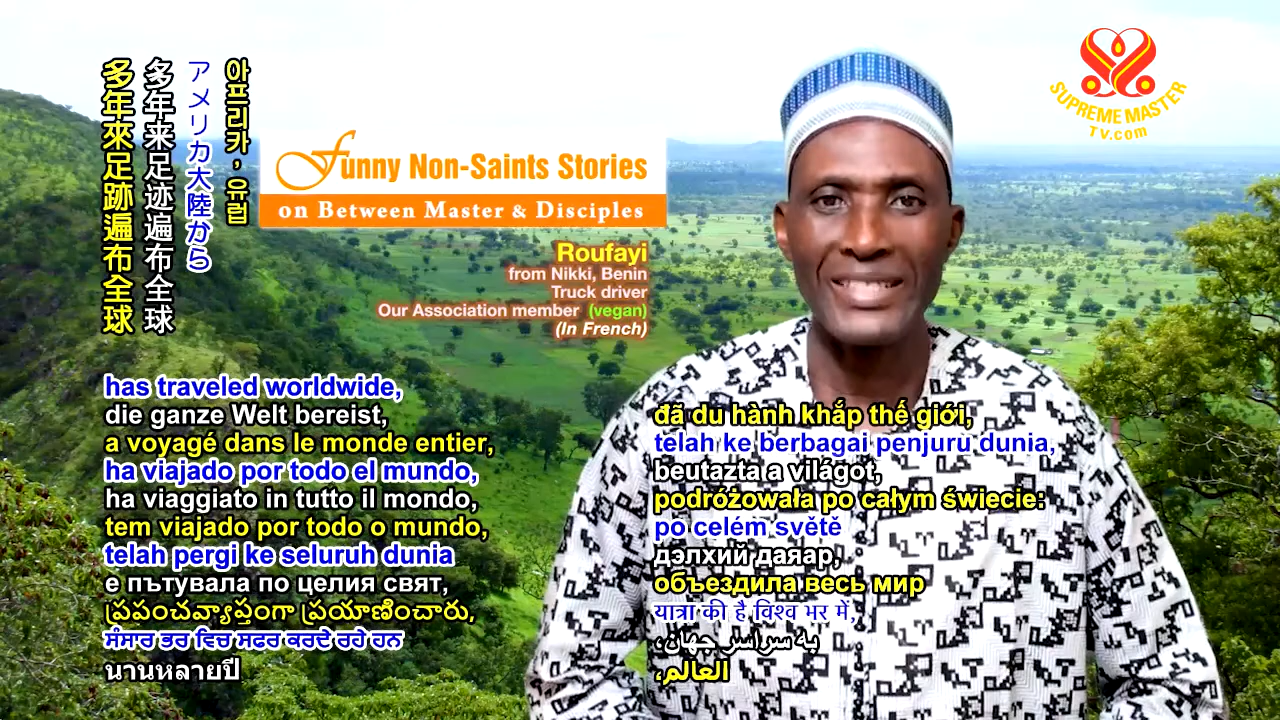 多年來足跡遍布全球
多年来足迹遍布全球
アメリカ大陸から
아프리카, 유럽
SUPREME MASTER
TV.com
Funny Non-Saints Stories
on Between Master & Disciples
Roufayi
from Nikki, Benin
Truck driver
Our Association member (vegan)
(In French)
has traveled worldwide,
die ganze Welt bereist,
a voyagé dans le monde entier,
ha viajado por todo el mundo,
ha viaggiato in tutto il mondo,
tem viajado por todo o mundo,
telah pergi ke seluruh dunia
е пътувала по целия свят,
ప్రపంచవ్యాప్తంగా ప్రయాణించారు,
ਸੰਸਾਰ ਭਰ ਵਿਚ ਸਫਰ ਕਰਦੇ ਰਹੇ ਹਨ
นานหลายปี
đã du hành khắp thế giới,
telah ke berbagai penjuru dunia,
beutazta a világot,
podróżowała po całym świecie:
po celém světě
дэлхий даяар,
объездила весь мир
यात्रा की है विश्व भर में,
به سراسر جهان،
العالم،